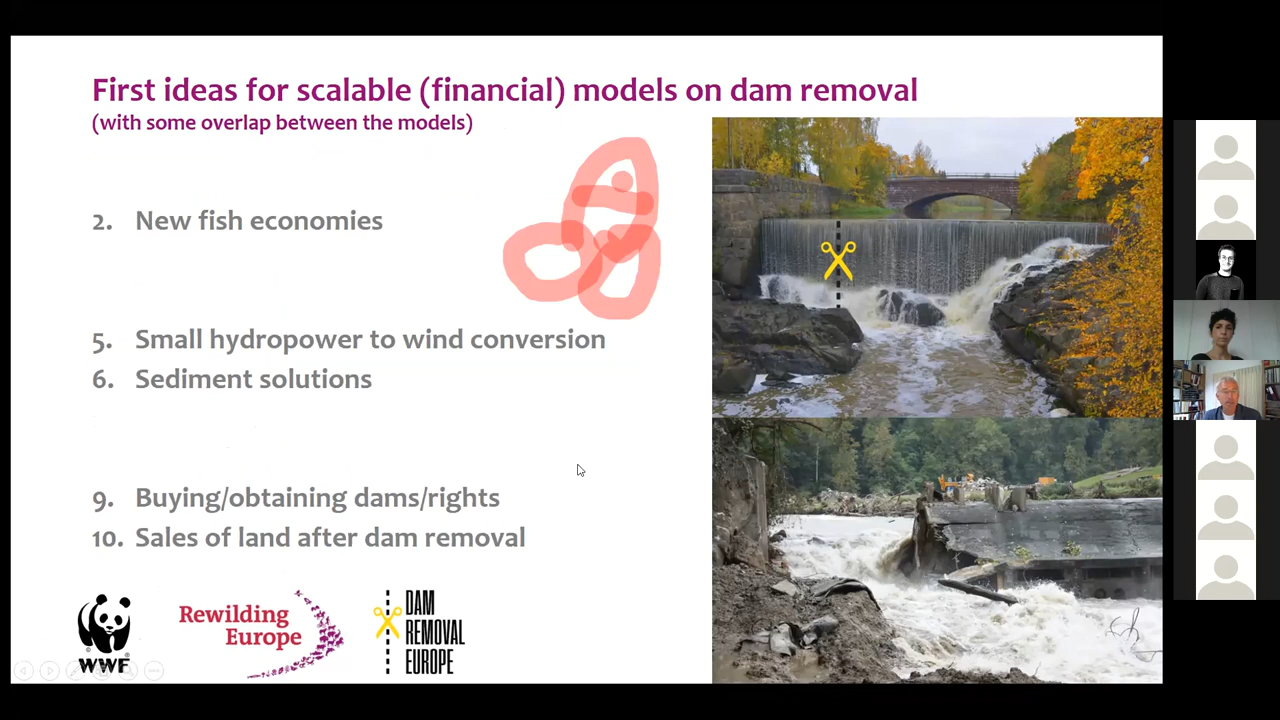 First ideas for scalable (financial) models on dam removal
(with some overlap between the models)
2. New fish economies
5. Small hydropower to wind conversion
6. Sediment solutions
9. Buying/obtaining dams/rights
10. Sales of land after dam removal
WWF
Rewilding
Europe
DAM
REMOVAL
EUROPE